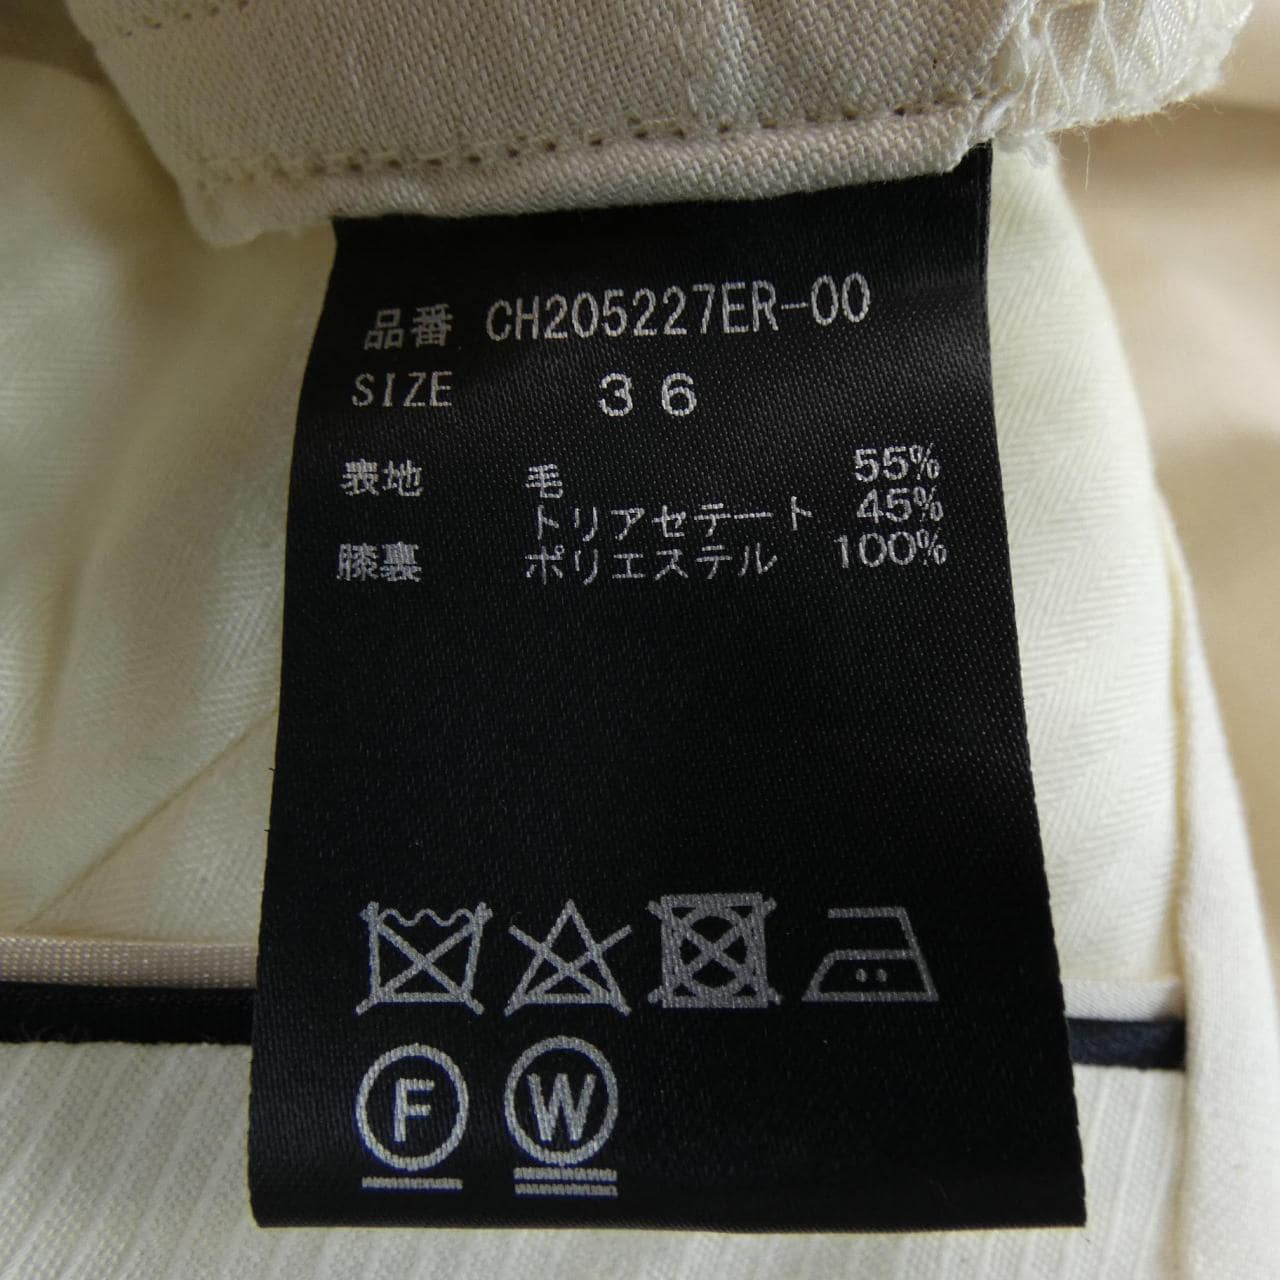 品番 CH205227ER-00
SIZE 36
表地 毛 55%
トリアセテート 45%
膝裏 ポリエステル 100%
F W